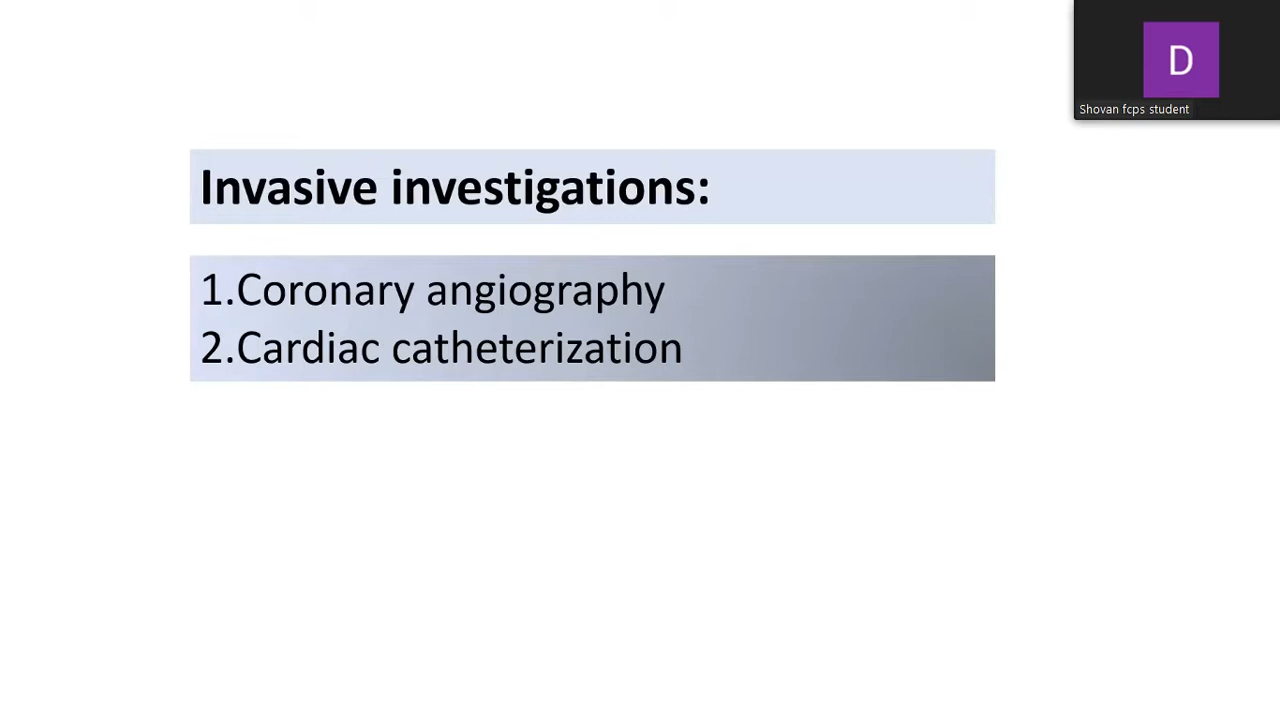 D
Shovan fcps student
Invasive investigations:
1.Coronary angiography
2.Cardiac catheterization